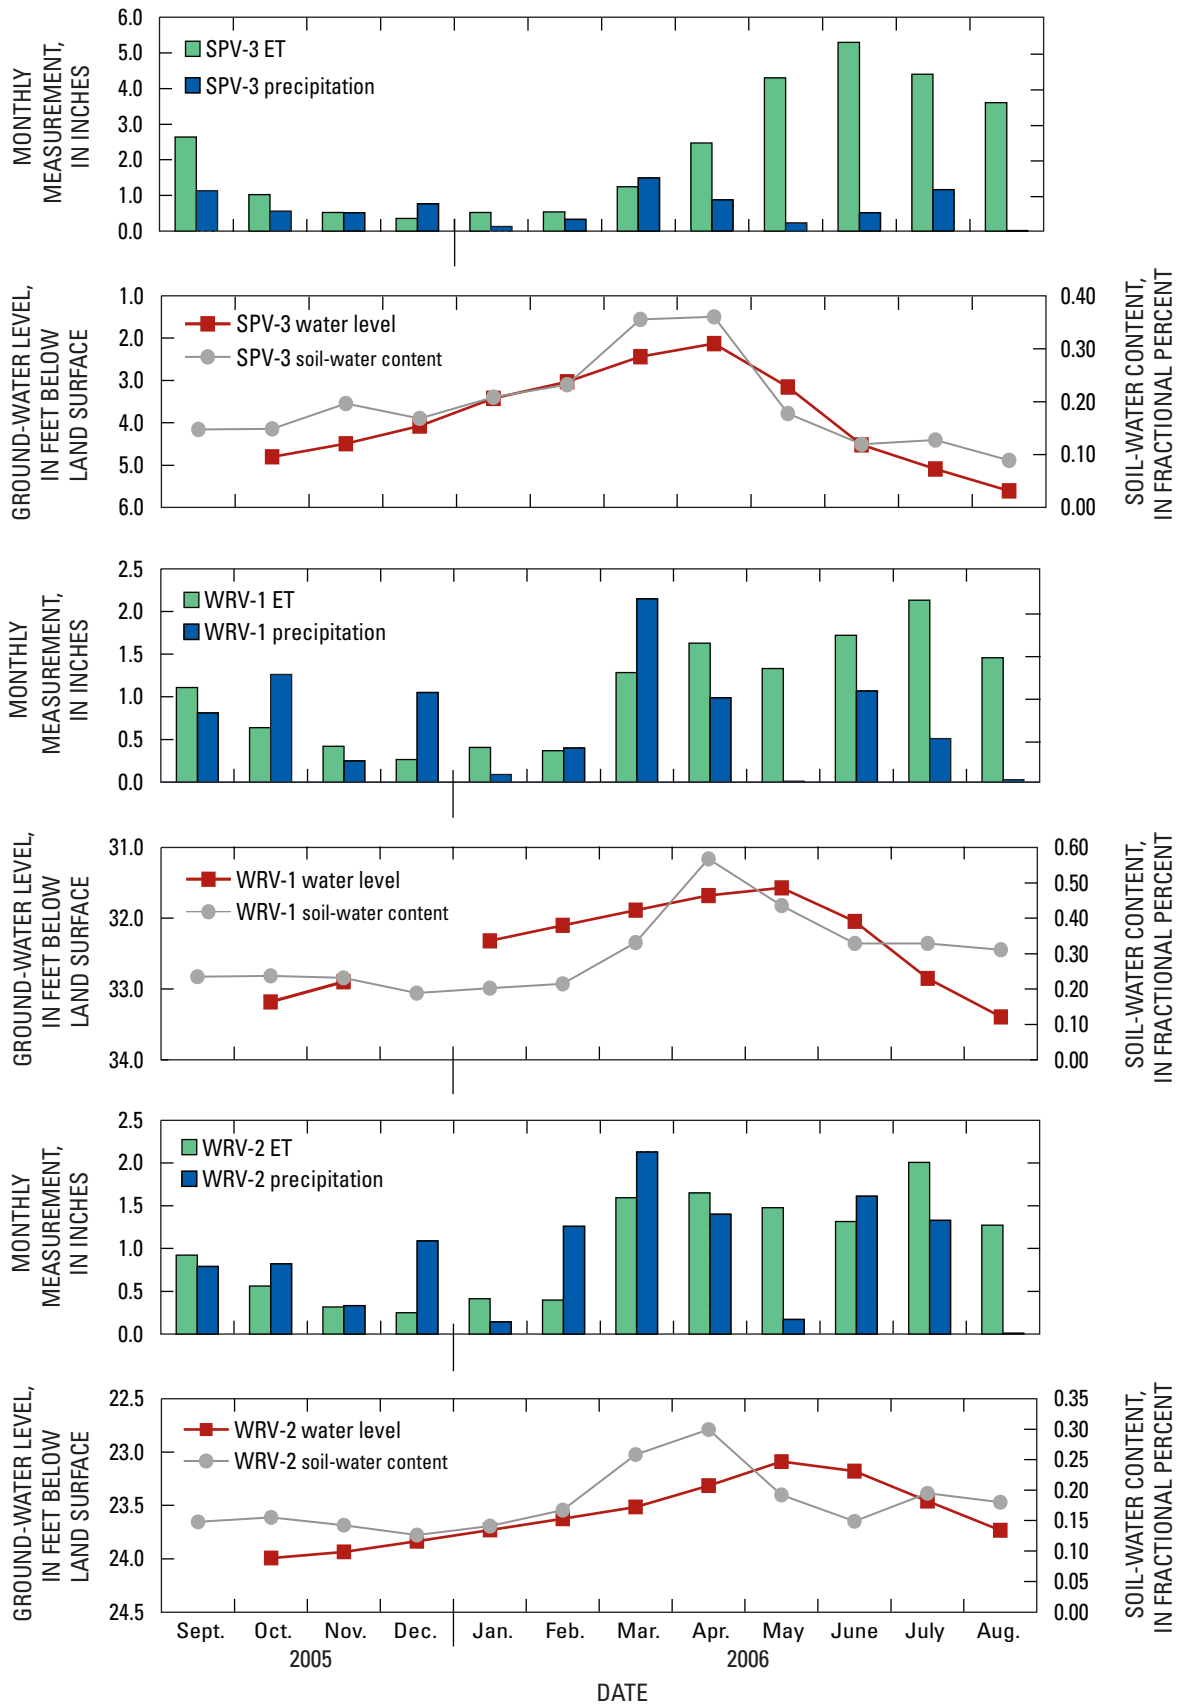 MONTHLY
MEASUREMENT,
IN INCHES
6.0
5.0
4.0
3.0
2.0
1.0
0.0
SPV-3 ET
SPV-3 precipitation
GROUND-WATER LEVEL,
IN FEET BELOW
LAND SURFACE
1.0
2.0
3.0
4.0
5.0
6.0
SPV-3 water level
SPV-3 soil-water content
0.40
0.30
0.20
0.10
0.00
SOIL-WATER CONTENT,
IN FRACTIONAL PERCENT
MONTHLY
MEASUREMENT,
IN INCHES
2.5
2.0
1.5
1.0
0.5
0.0
WRV-1 ET
WRV-1 precipitation
GROUND-WATER LEVEL,
IN FEET BELOW
LAND SURFACE
31.0
32.0
33.0
34.0
WRV-1 water level
WRV-1 soil-water content
0.60
0.50
0.40
0.30
0.20
0.10
0.00
SOIL-WATER CONTENT,
IN FRACTIONAL PERCENT
MONTHLY
MEASUREMENT,
IN INCHES
2.5
2.0
1.5
1.0
0.5
0.0
WRV-2 ET
WRV-2 precipitation
GROUND-WATER LEVEL,
IN FEET BELOW
LAND SURFACE
22.5
23.0
23.5
24.0
24.5
WRV-2 water level
WRV-2 soil-water content
0.35
0.30
0.25
0.20
0.15
0.10
0.05
0.00
SOIL-WATER CONTENT,
IN FRACTIONAL PERCENT
Sept. Oct. Nov. Dec. Jan. Feb. Mar. Apr. May June July Aug.
2005 2006
DATE